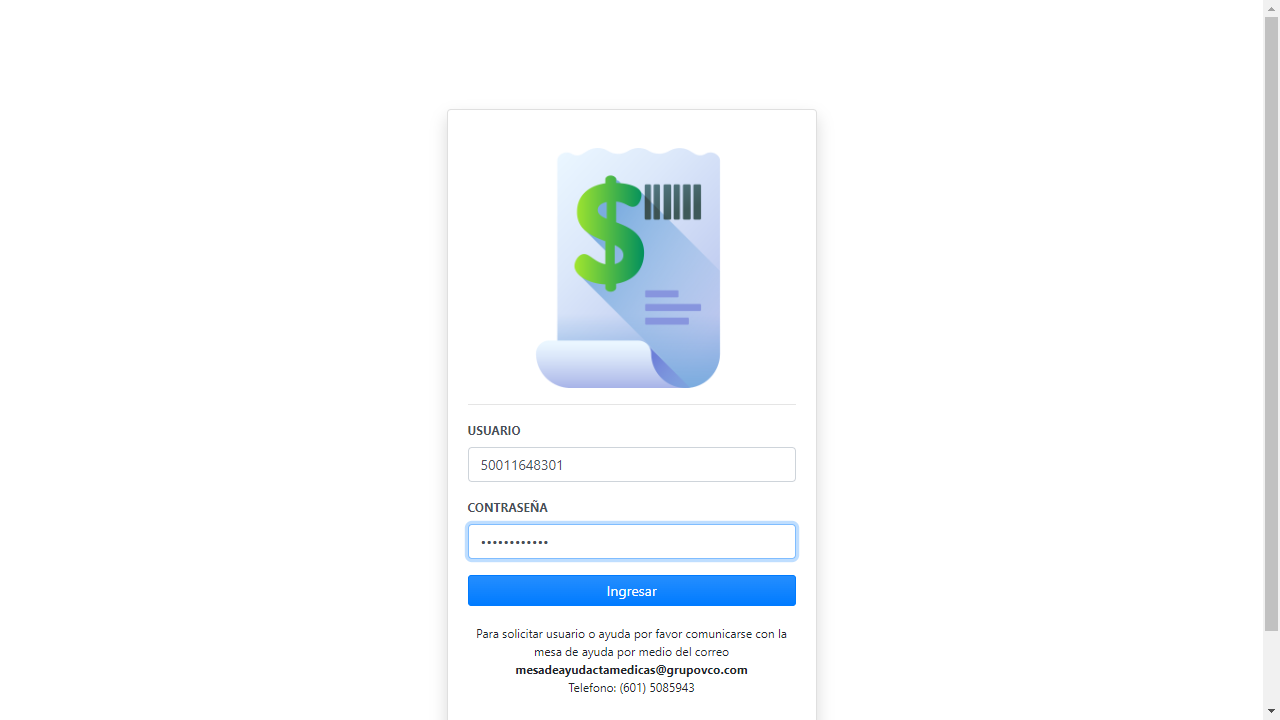 USUARIO
50011648301
CONTRASEÑA
••••••••••••
Ingresar
Para solicitar usuario o ayuda por favor comunicarse con la
mesa de ayuda por medio del correo
mesadeayudactamedicas@grupovco.com
Telefono: (601) 5085943